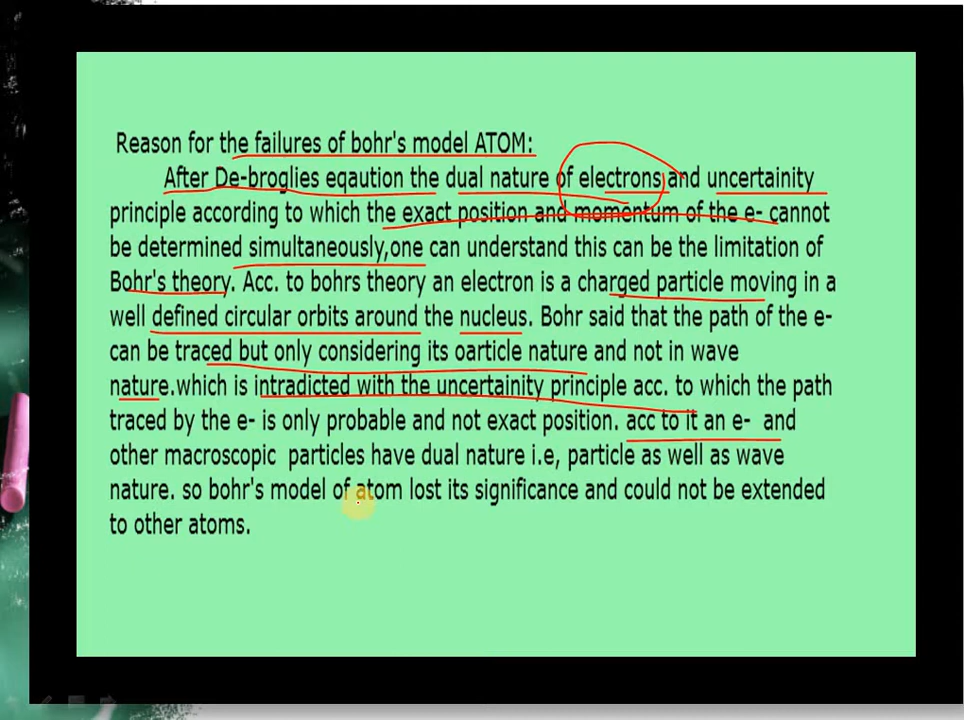 Reason for the failures of bohr's model ATOM:
After De-broglies eqaution the dual nature of electrons and uncertainity
principle according to which the exact position and momentum of the e- cannot
be determined simultaneously,one can understand this can be the limitation of
Bohr's theory. Acc. to bohrs theory an electron is a charged particle moving in a
well defined circular orbits around the nucleus. Bohr said that the path of the e-
can be traced but only considering its oarticle nature and not in wave
nature.which is intradicted with the uncertainity principle acc. to which the path
traced by the e- is only probable and not exact position. acc to it an e- and
other macroscopic particles have dual nature i.e, particle as well as wave
nature. so bohr's model of atom lost its significance and could not be extended
to other atoms.